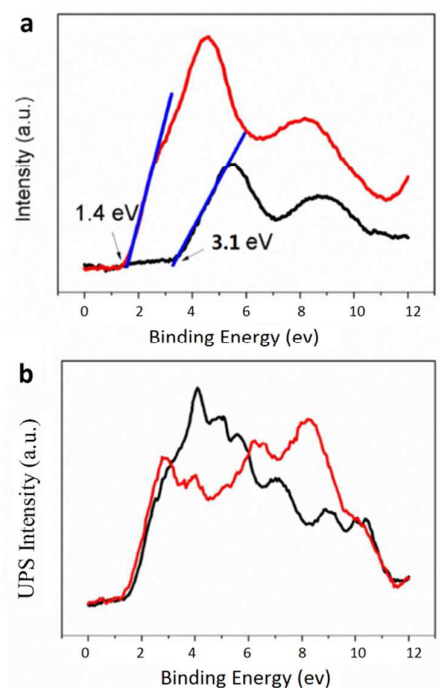 a
Intensity (a.u.)
1.4 eV
3.1 eV
0 2 4 6 8 10 12
Binding Energy (ev)
b
UPS Intensity (a.u.)
0 2 4 6 8 10 12
Binding Energy (ev)